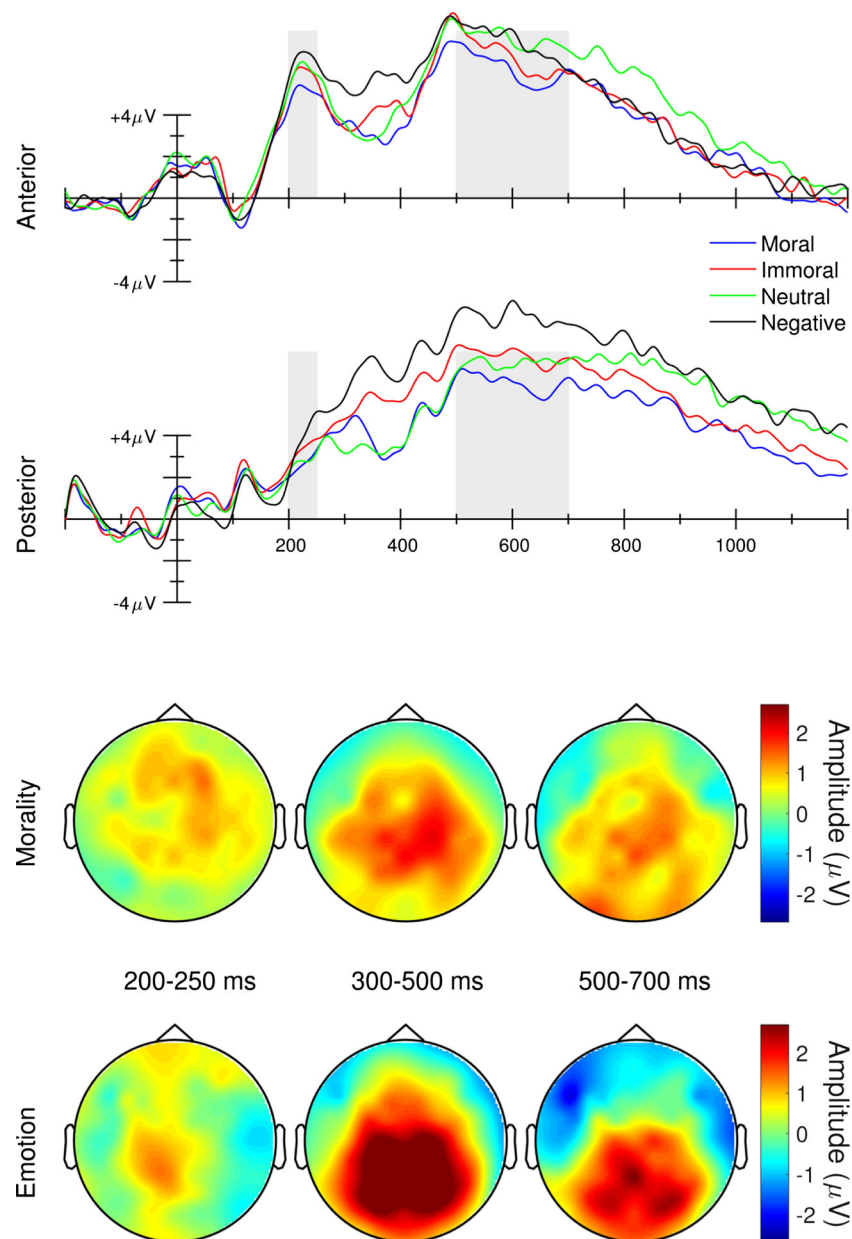 Anterior
+4μV
-4μV
Moral
Immoral
Neutral
Negative
Posterior
+4μV
-4μV
200
400
600
800
1000
Morality
2
1
0
-1
-2
Amplitude (μV)
200-250 ms
300-500 ms
500-700 ms
Emotion
2
1
0
-1
-2
Amplitude (μV)